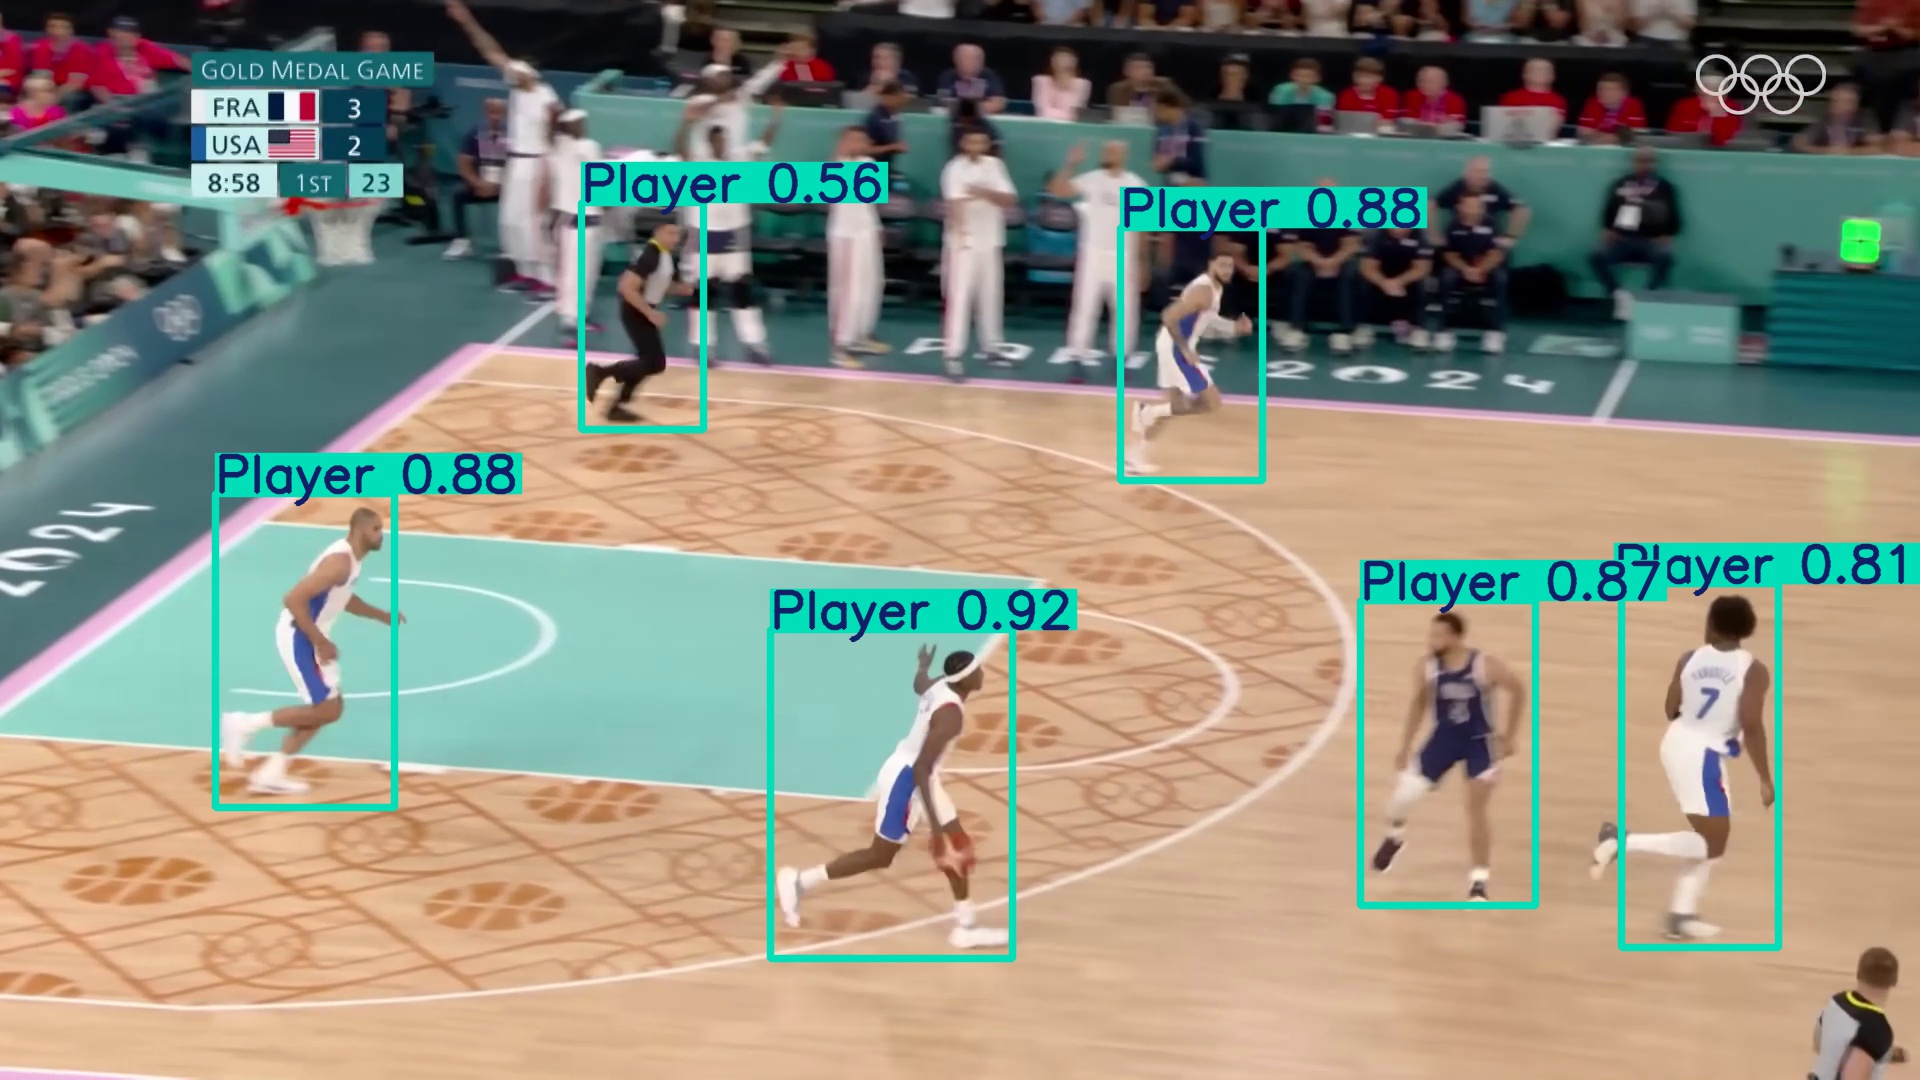 GOLD MEDAL GAME
FRA 3
USA 2
8:58 1ST 23
Player 0.56
Player 0.88
PARIS 2024
Player 0.88
2024
Player 0.92
Player 0.87
Player 0.81
7